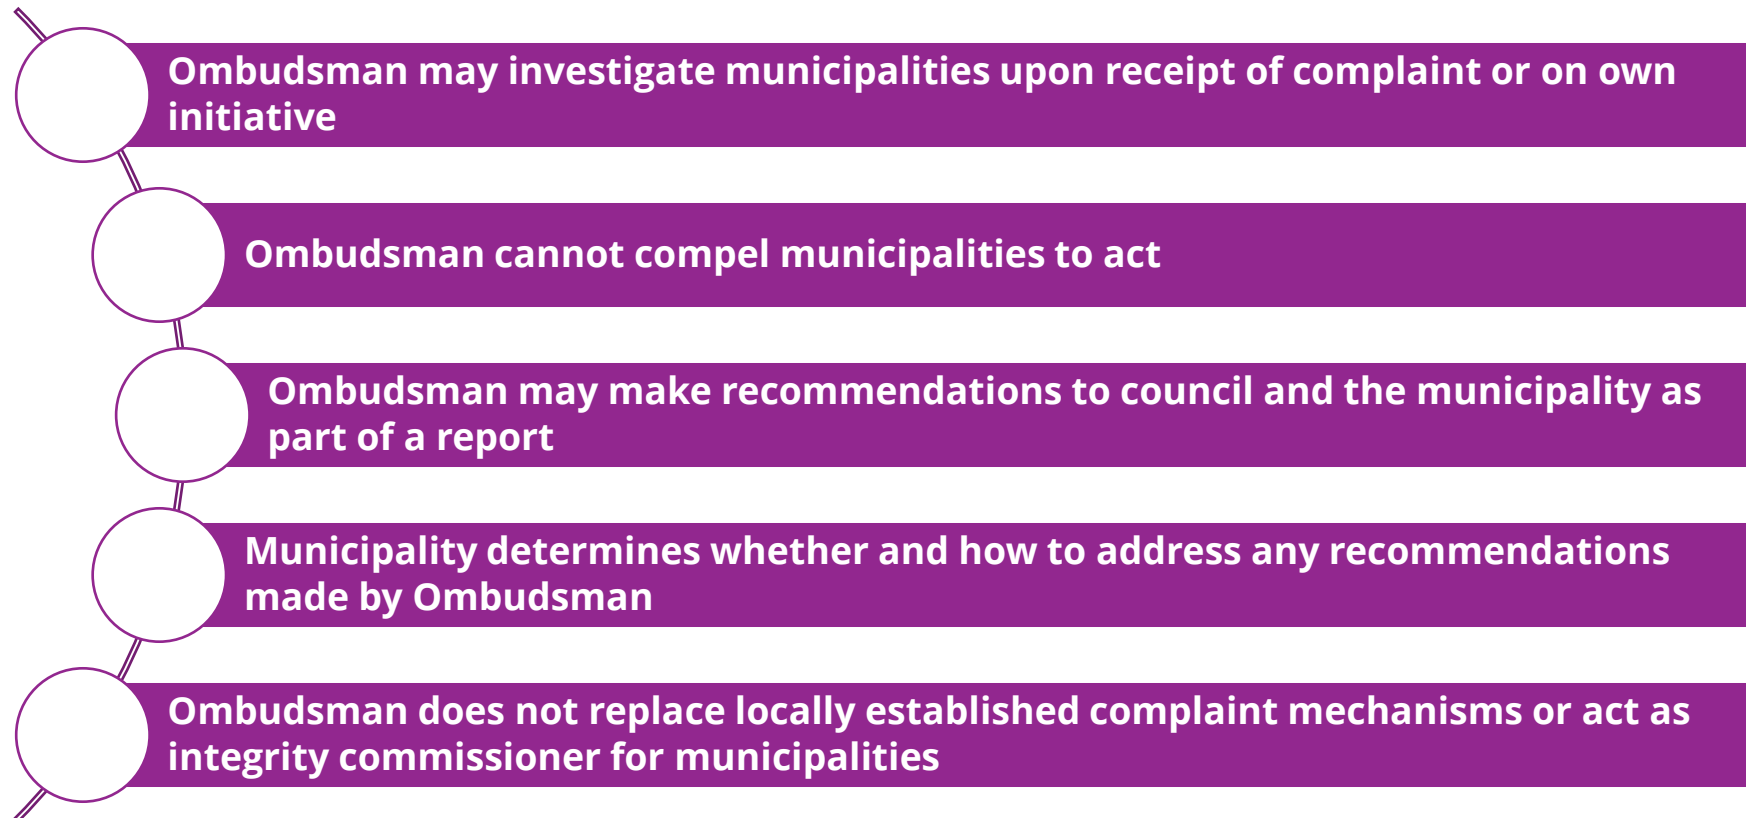 Ombudsman may investigate municipalities upon receipt of complaint or on own
initiative
Ombudsman cannot compel municipalities to act
Ombudsman may make recommendations to council and the municipality as
part of a report
Municipality determines whether and how to address any recommendations
made by Ombudsman
Ombudsman does not replace locally established complaint mechanisms or act as
integrity commissioner for municipalities